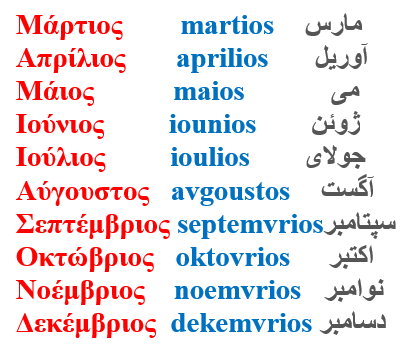 Μάρτιος martios مارس
Απρίλιος aprilios آوریل
Μάιος maios می
Ιούνιος iounios ژوئن
Ιούλιος ioulios جولای
Αύγουστος avgoustos آگست
Σεπτέμβριος septemvrios سپتامبر
Οκτώβριος oktovrios اکتبر
Νοέμβριος noemvrios نوامبر
Δεκέμβριος dekemvrios دسامبر